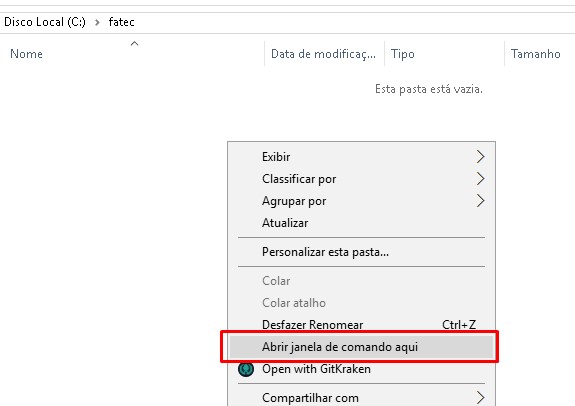 Disco Local (C:) > fatec
Nome Data de modificaç... Tipo Tamanho
Esta pasta está vazia.
Exibir
Classificar por
Agrupar por
Atualizar
Personalizar esta pasta...
Colar
Colar atalho
Desfazer Renomear Ctrl+Z
Abrir janela de comando aqui
Open with GitKraken
Compartilhar com